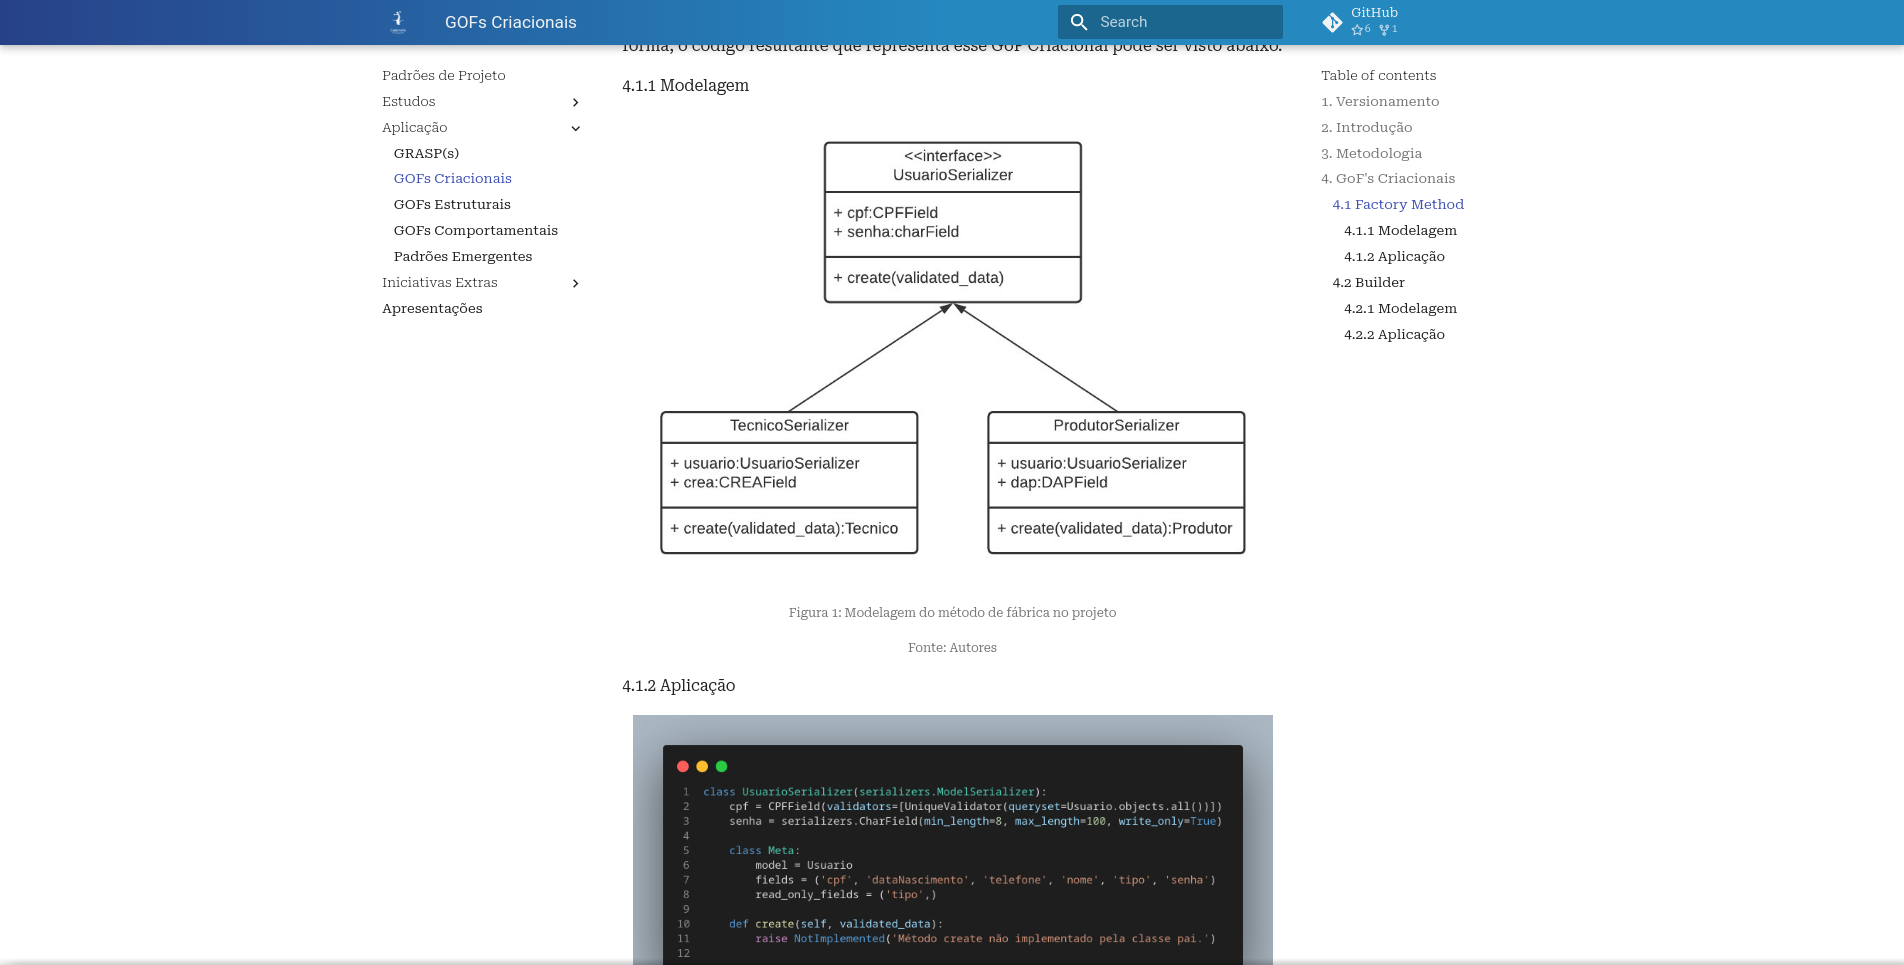 GOFs Criacionais
Search
GitHub
6 1
Padrões de Projeto
Estudos
Aplicação
GRASP(s)
GOFs Criacionais
GOFs Estruturais
GOFs Comportamentais
Padrões Emergentes
Iniciativas Extras
Apresentações
forma, o código resultante que representa esse GoF Criacional pode ser visto abaixo.
4.1.1 Modelagem
<<interface>>
UsuarioSerializer
+ cpf:CPFField
+ senha:charField
+ create(validated_data)
TecnicoSerializer
+ usuario:UsuarioSerializer
+ crea:CREAField
+ create(validated_data):Tecnico
ProdutorSerializer
+ usuario:UsuarioSerializer
+ dap:DAPField
+ create(validated_data):Produtor
Figura 1: Modelagem do método de fábrica no projeto
Fonte: Autores
4.1.2 Aplicação
1 class UsuarioSerializer(serializers.ModelSerializer):
2 cpf = CPFField(validators=[UniqueValidator(queryset=Usuario.objects.all())])
3 senha = serializers.CharField(min_length=8, max_length=100, write_only=True)
4
5 class Meta:
6 model = Usuario
7 fields = ('cpf', 'dataNascimento', 'telefone', 'nome', 'tipo', 'senha')
8 read_only_fields = ('tipo',)
9
10 def create(self, validated_data):
11 raise NotImplemented('Método create não implementado pela classe pai.')
12
Table of contents
1. Versionamento
2. Introdução
3. Metodologia
4. GoF's Criacionais
4.1 Factory Method
4.1.1 Modelagem
4.1.2 Aplicação
4.2 Builder
4.2.1 Modelagem
4.2.2 Aplicação